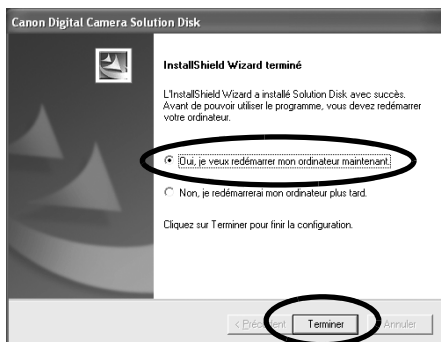 Canon Digital Camera Solution Disk
InstallShield Wizard terminé
L'InstallShield Wizard a installé Solution Disk avec succès.
Avant de pouvoir utiliser le programme, vous devez redémarrer
votre ordinateur.
Oui, je veux redémarrer mon ordinateur maintenant.
Non, je redémarrerai mon ordinateur plus tard.
Cliquez sur Terminer pour finir la configuration.
< Précédent Terminer Annuler